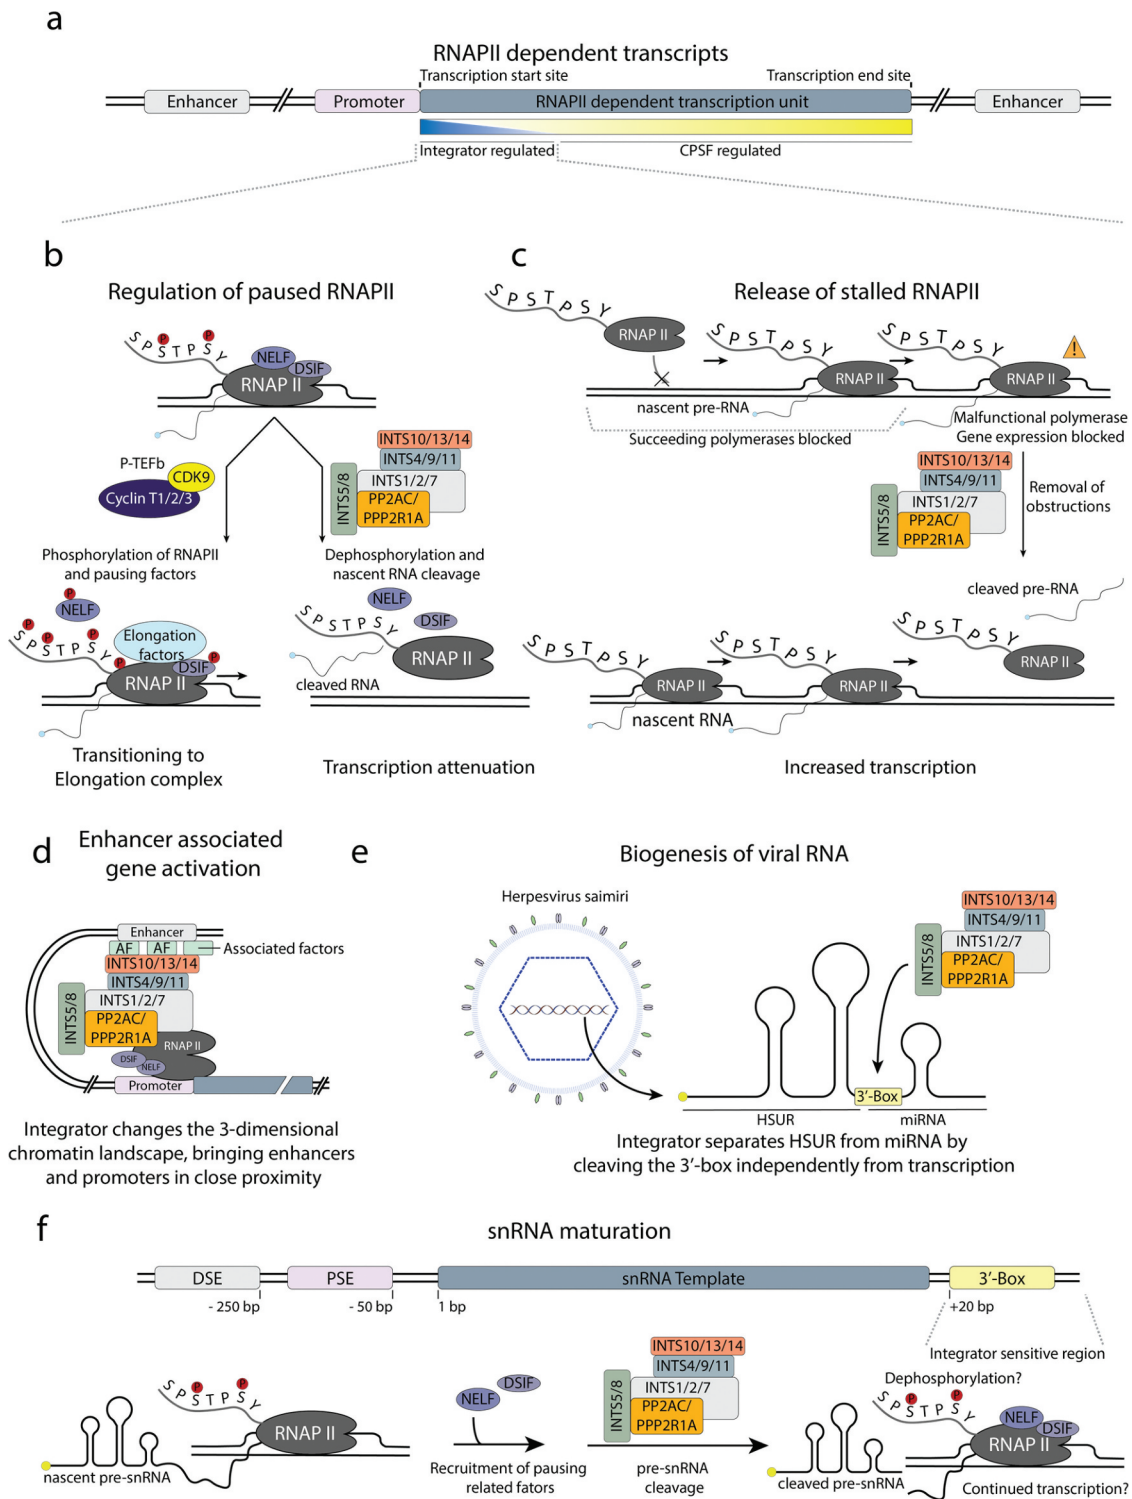 a
RNAPII dependent transcripts
Transcription start site
Transcription end site
Enhancer
Promoter
RNAPII dependent transcription unit
Enhancer
Integrator regulated
CPSF regulated
b
Regulation of paused RNAPII
S P S T P S Y
P
P
NELF
DSIF
RNAP II
P-TEFb
CDK9
Cyclin T1/2/3
INTS10/13/14
INTS4/9/11
INTS1/2/7
INTS5/8
PP2AC/
PPP2R1A
Phosphorylation of RNAPII
and pausing factors
Dephosphorylation and
nascent RNA cleavage
P
NELF
S P S T P S Y
P
P
P
P
Elongation
factors
DSIF
P
RNAP II
Transitioning to
Elongation complex
NELF
DSIF
S P S T P S Y
RNAP II
cleaved RNA
Transcription attenuation
c
Release of stalled RNAPII
S P S T P S Y
RNAP II
S P S T P S Y
RNAP II
S P S T P S Y
RNAP II
!
nascent pre-RNA
Succeeding polymerases blocked
Malfunctional polymerase
Gene expression blocked
INTS10/13/14
INTS4/9/11
INTS1/2/7
INTS5/8
PP2AC/
PPP2R1A
Removal of
obstructions
cleaved pre-RNA
S P S T P S Y
RNAP II
S P S T P S Y
RNAP II
S P S T P S Y
RNAP II
nascent RNA
Increased transcription
d
Enhancer associated
gene activation
Enhancer
AF
AF
Associated factors
INTS10/13/14
INTS4/9/11
INTS1/2/7
INTS5/8
PP2AC/
PPP2R1A
RNAP II
DSIF
NELF
Promoter
Integrator changes the 3-dimensional
chromatin landscape, bringing enhancers
and promoters in close proximity
e
Biogenesis of viral RNA
Herpesvirus saimiri
INTS10/13/14
INTS4/9/11
INTS1/2/7
INTS5/8
PP2AC/
PPP2R1A
3'-Box
HSUR
miRNA
Integrator separates HSUR from miRNA by
cleaving the 3'-box independently from transcription
f
snRNA maturation
DSE
PSE
snRNA Template
3'-Box
- 250 bp
- 50 bp
1 bp
+20 bp
Integrator sensitive region
nascent pre-snRNA
S P S T P S Y
P
P
RNAP II
NELF
DSIF
Recruitment of pausing
related fators
INTS10/13/14
INTS4/9/11
INTS1/2/7
INTS5/8
PP2AC/
PPP2R1A
pre-snRNA
cleavage
cleaved pre-snRNA
Dephosphorylation?
S P S T P S Y
P
P
NELF
DSIF
RNAP II
Continued transcription?